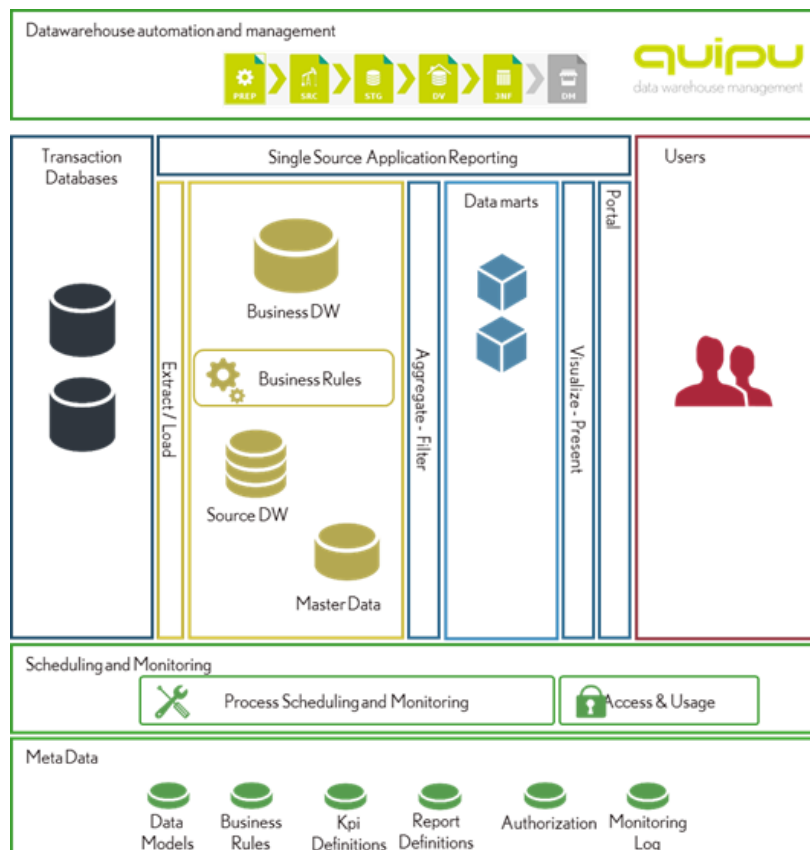 Datawarehouse automation and management
quipu
data warehouse management
PREP
SRC
STG
DV
3NF
DM
Transaction
Databases
Single Source Application Reporting
Users
Extract / Load
Business DW
Business Rules
Source DW
Master Data
Aggregate - Filter
Data marts
Visualize - Present
Portal
Scheduling and Monitoring
Process Scheduling and Monitoring
Access & Usage
Meta Data
Data
Models
Business
Rules
Kpi
Definitions
Report
Definitions
Authorization
Monitoring
Log